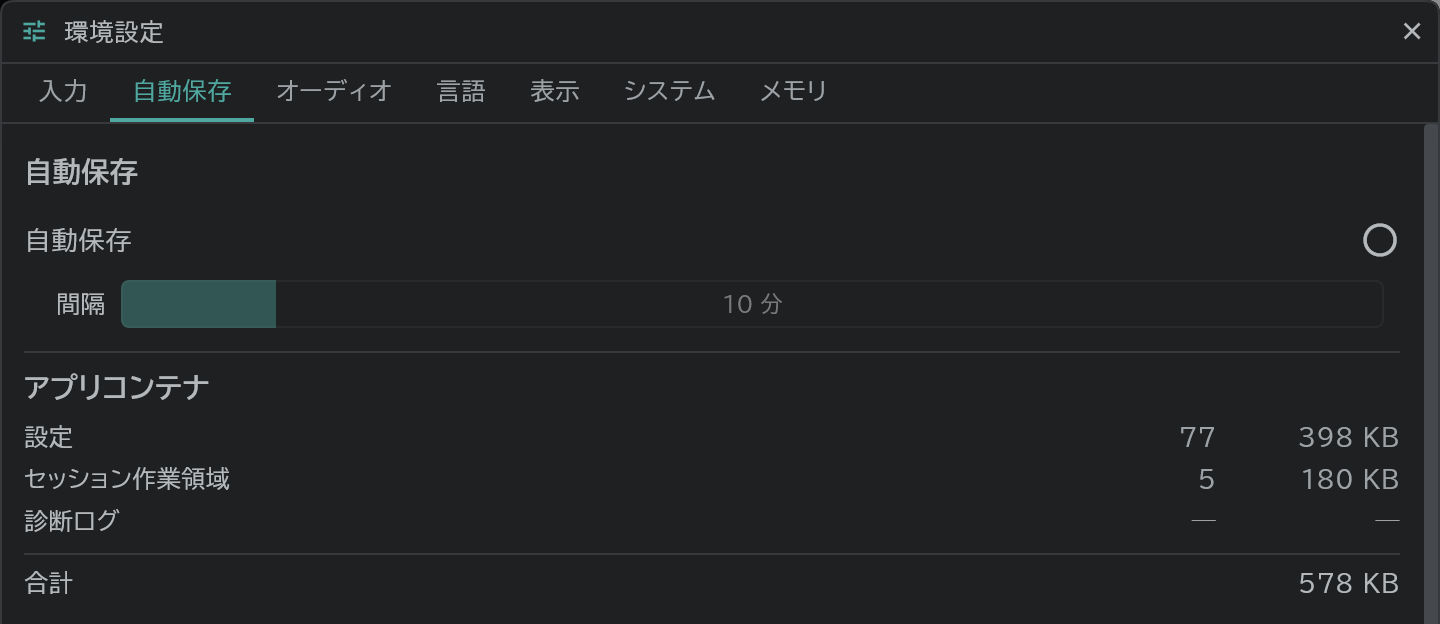 環境設定
入力 自動保存 オーディオ 言語 表示 システム メモリ
自動保存
自動保存
間隔 10 分
アプリコンテナ
設定 77 398 KB
セッション作業領域 5 180 KB
診断ログ — —
合計 578 KB